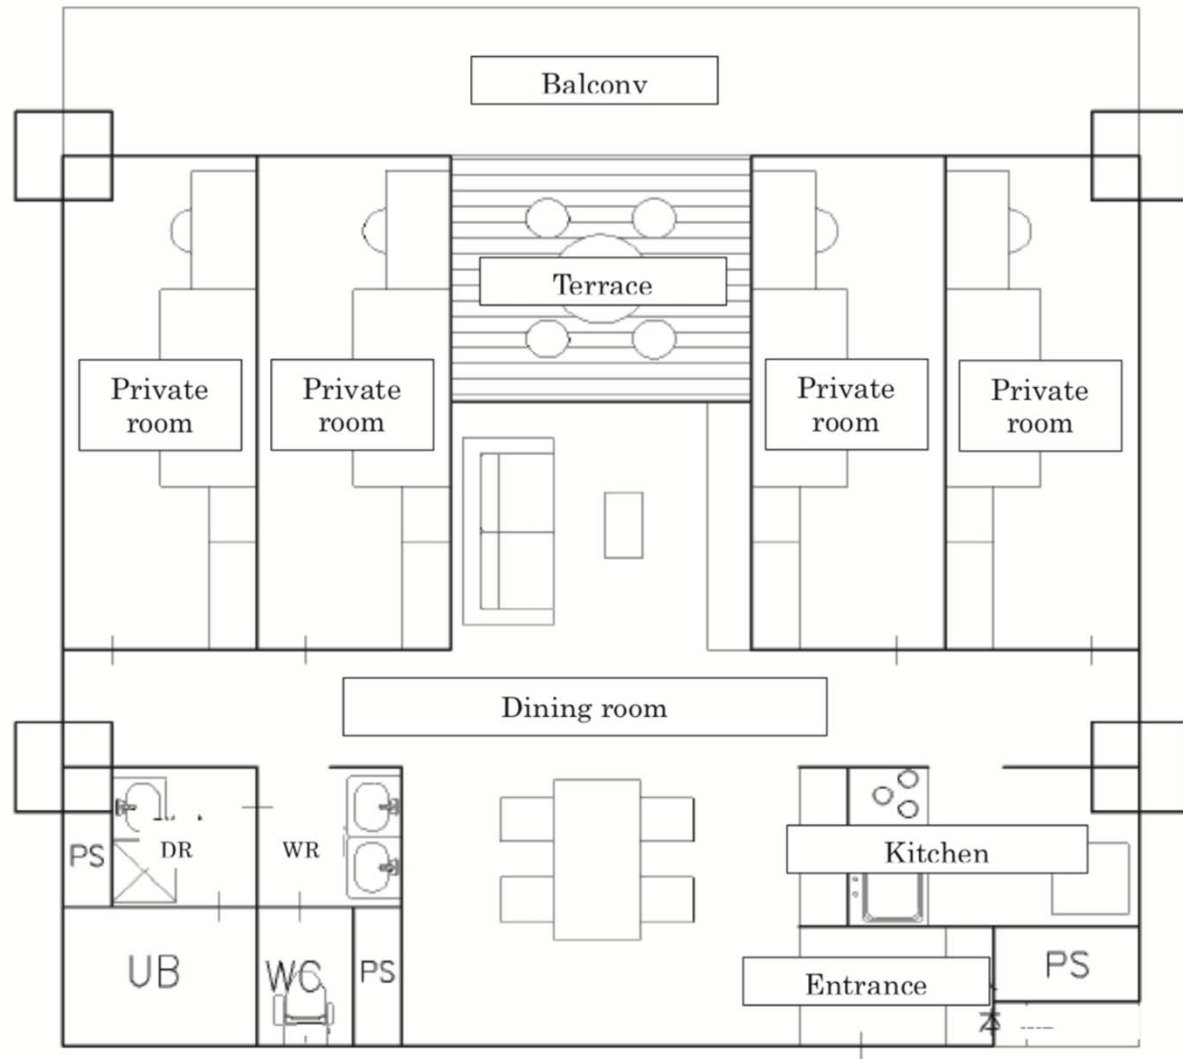 Balcony
Terrace
Private
room
Private
room
Private
room
Private
room
Dining room
PS
DR
WR
Kitchen
UB
WC
PS
Entrance
PS